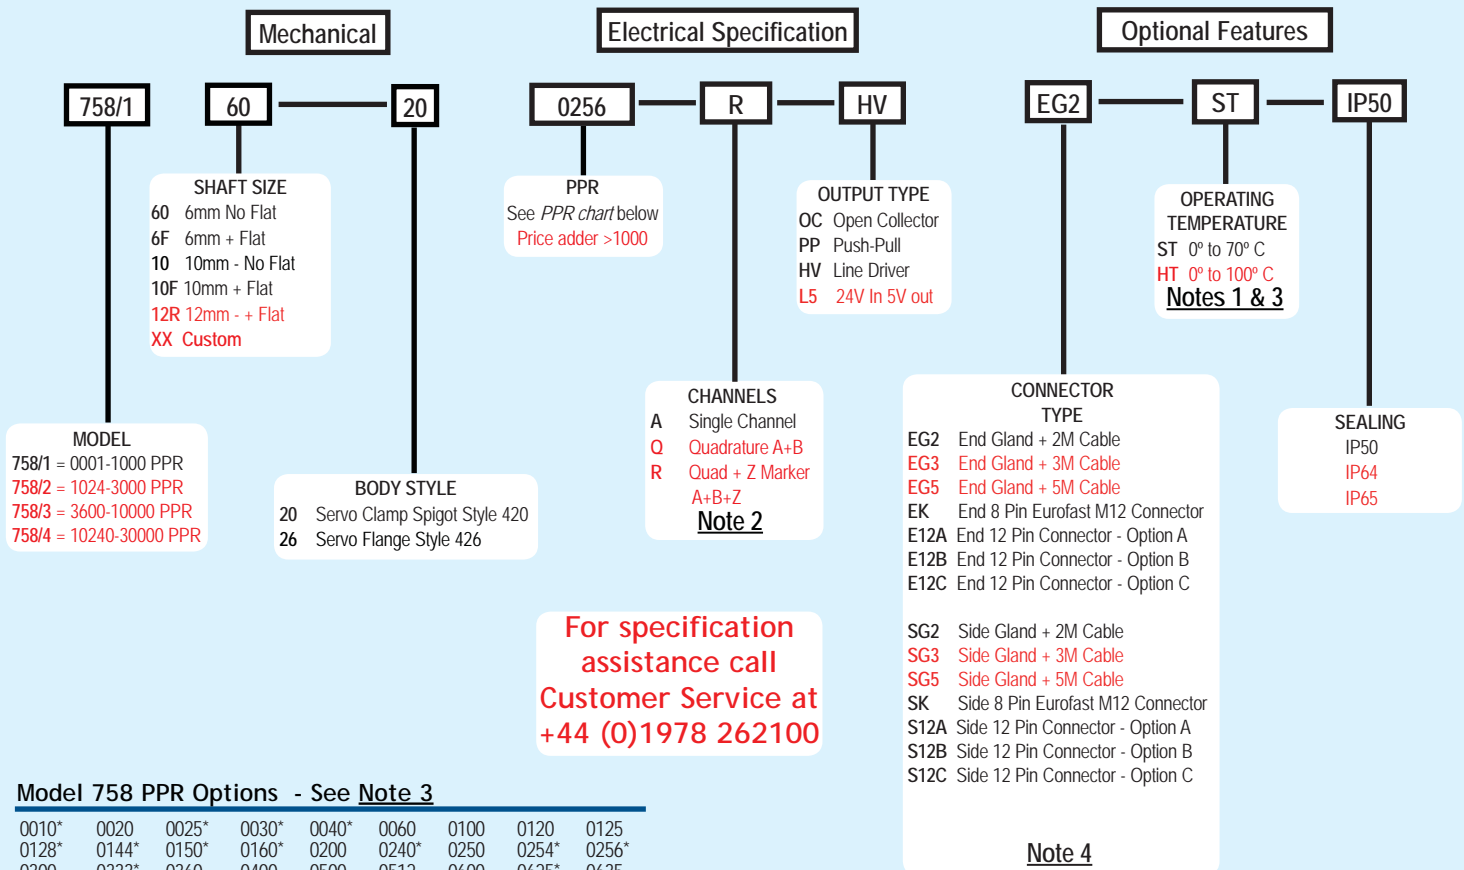 Mechanical
Electrical Specification
Optional Features
758/1
60
20
0256
R
HV
EG2
ST
IP50
SHAFT SIZE
60 6mm No Flat
6F 6mm + Flat
10 10mm - No Flat
10F 10mm + Flat
12R 12mm - + Flat
XX Custom
PPR
See PPR chart below
Price adder >1000
OUTPUT TYPE
OC Open Collector
PP Push-Pull
HV Line Driver
L5 24V In 5V out
OPERATING
TEMPERATURE
ST 0º to 70º C
HT 0º to 100º C
Notes 1 & 3
MODEL
758/1 = 0001-1000 PPR
758/2 = 1024-3000 PPR
758/3 = 3600-10000 PPR
758/4 = 10240-30000 PPR
BODY STYLE
20 Servo Clamp Spigot Style 420
26 Servo Flange Style 426
CHANNELS
A Single Channel
Q Quadrature A+B
R Quad + Z Marker
A+B+Z
Note 2
CONNECTOR
TYPE
EG2 End Gland + 2M Cable
EG3 End Gland + 3M Cable
EG5 End Gland + 5M Cable
EK End 8 Pin Eurofast M12 Connector
E12A End 12 Pin Connector - Option A
E12B End 12 Pin Connector - Option B
E12C End 12 Pin Connector - Option C
SG2 Side Gland + 2M Cable
SG3 Side Gland + 3M Cable
SG5 Side Gland + 5M Cable
SK Side 8 Pin Eurofast M12 Connector
S12A Side 12 Pin Connector - Option A
S12B Side 12 Pin Connector - Option B
S12C Side 12 Pin Connector - Option C
Note 4
SEALING
IP50
IP64
IP65
For specification
assistance call
Customer Service at
+44 (0)1978 262100
Model 758 PPR Options - See Note 3
0010* 0020 0025* 0030* 0040* 0060 0100 0120 0125
0128* 0144* 0150* 0160* 0200 0240* 0250 0254* 0256*